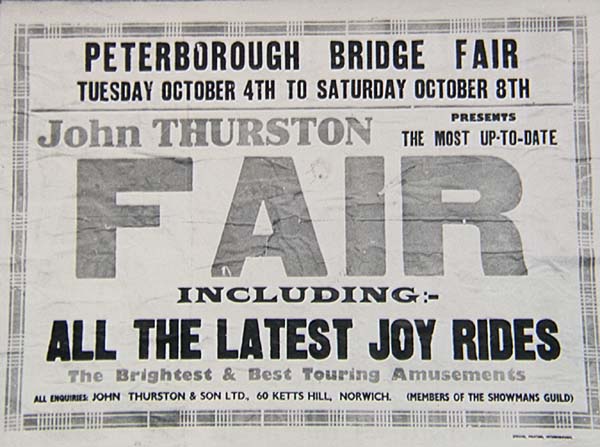 PETERBOROUGH BRIDGE FAIR
TUESDAY OCTOBER 4TH TO SATURDAY OCTOBER 8TH
John THURSTON PRESENTS
THE MOST UP-TO-DATE
FAIR
INCLUDING:-
ALL THE LATEST JOY RIDES
The Brightest & Best Touring Amusements
ALL ENQUIRIES: JOHN THURSTON & SON LTD., 60 KETTS HILL, NORWICH. (MEMBERS OF THE SHOWMANS GUILD)